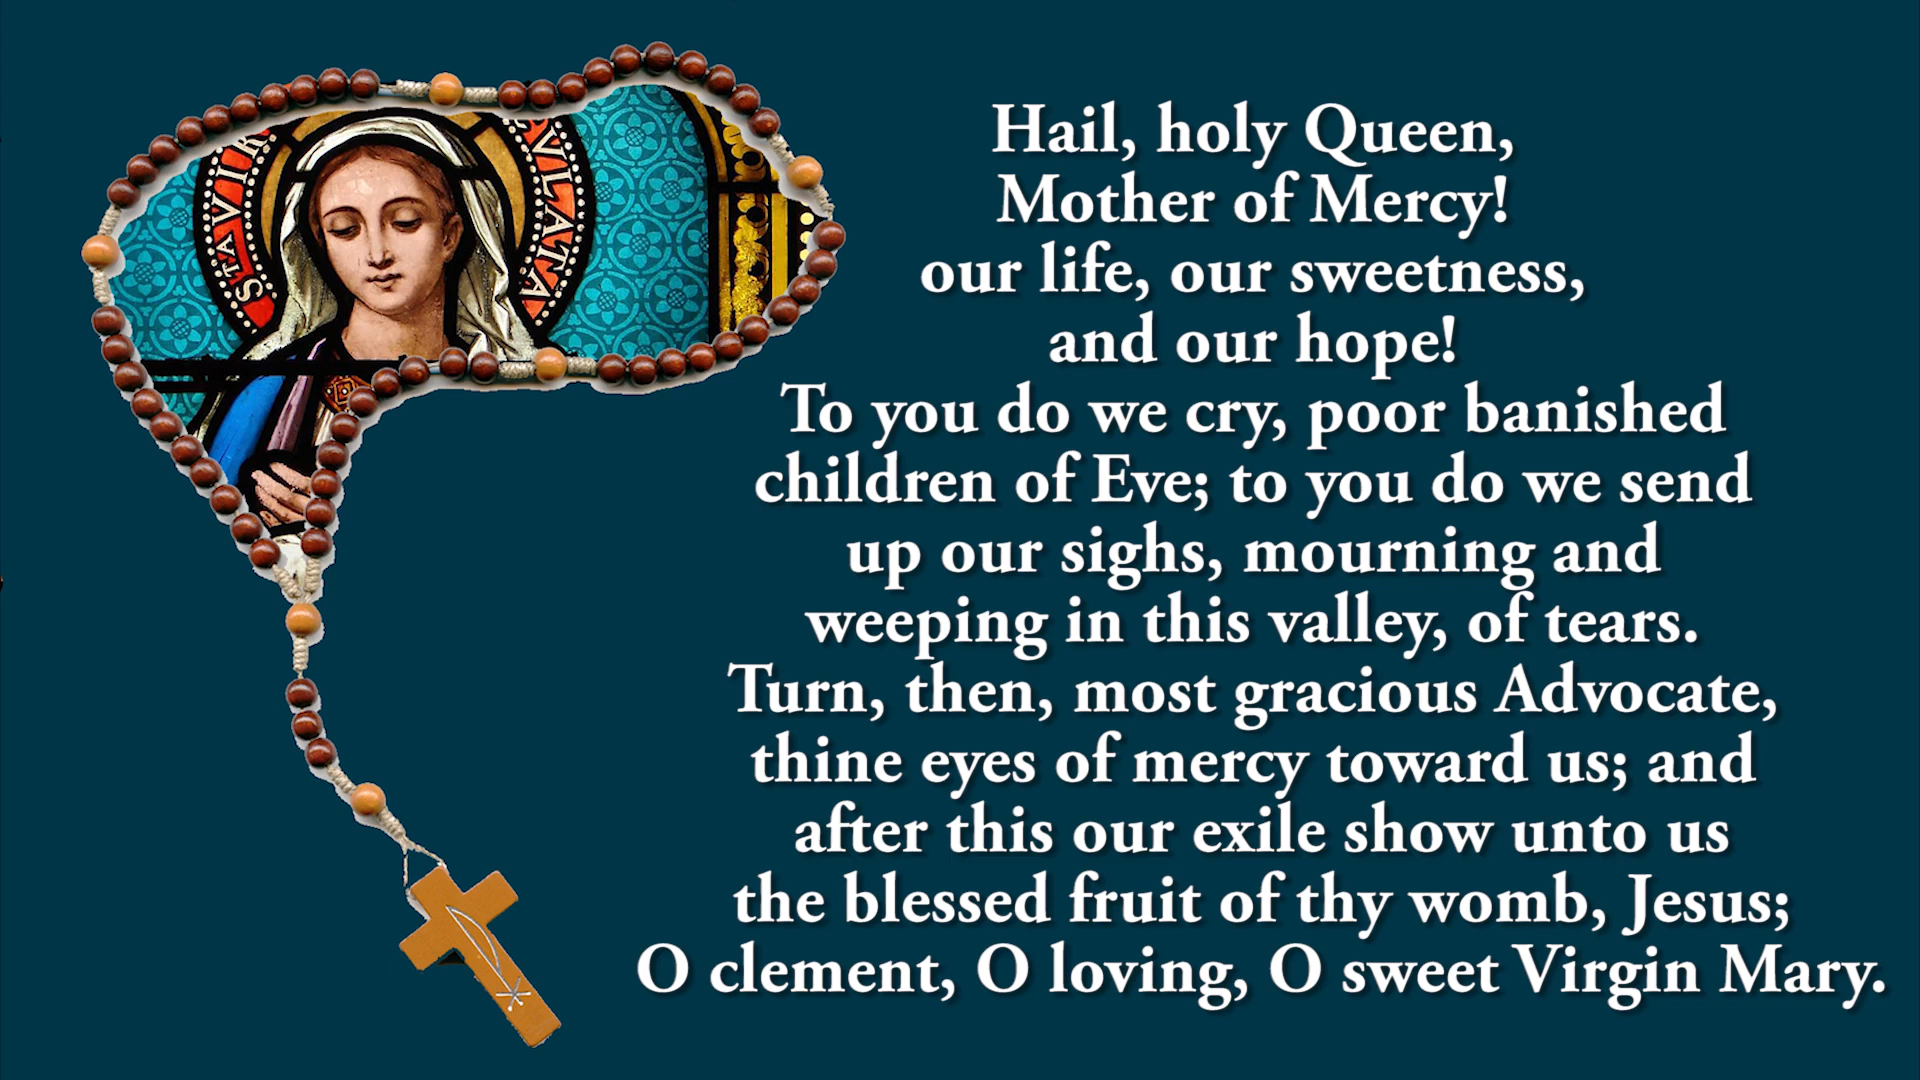 STA VIR
ULATA
Hail, holy Queen,
Mother of Mercy!
our life, our sweetness,
and our hope!
To you do we cry, poor banished
children of Eve; to you do we send
up our sighs, mourning and
weeping in this valley, of tears.
Turn, then, most gracious Advocate,
thine eyes of mercy toward us; and
after this our exile show unto us
the blessed fruit of thy womb, Jesus;
O clement, O loving, O sweet Virgin Mary.